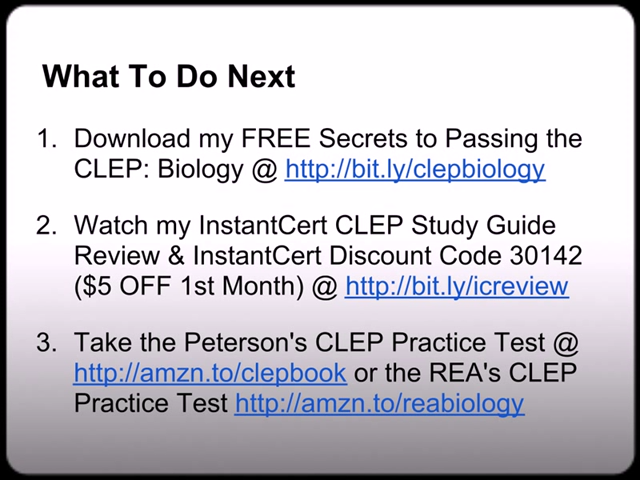 What To Do Next
1. Download my FREE Secrets to Passing the
CLEP: Biology @ http://bit.ly/clepbiology
2. Watch my InstantCert CLEP Study Guide
Review & InstantCert Discount Code 30142
($5 OFF 1st Month) @ http://bit.ly/icreview
3. Take the Peterson's CLEP Practice Test @
http://amzn.to/clepbook or the REA's CLEP
Practice Test http://amzn.to/reabiology